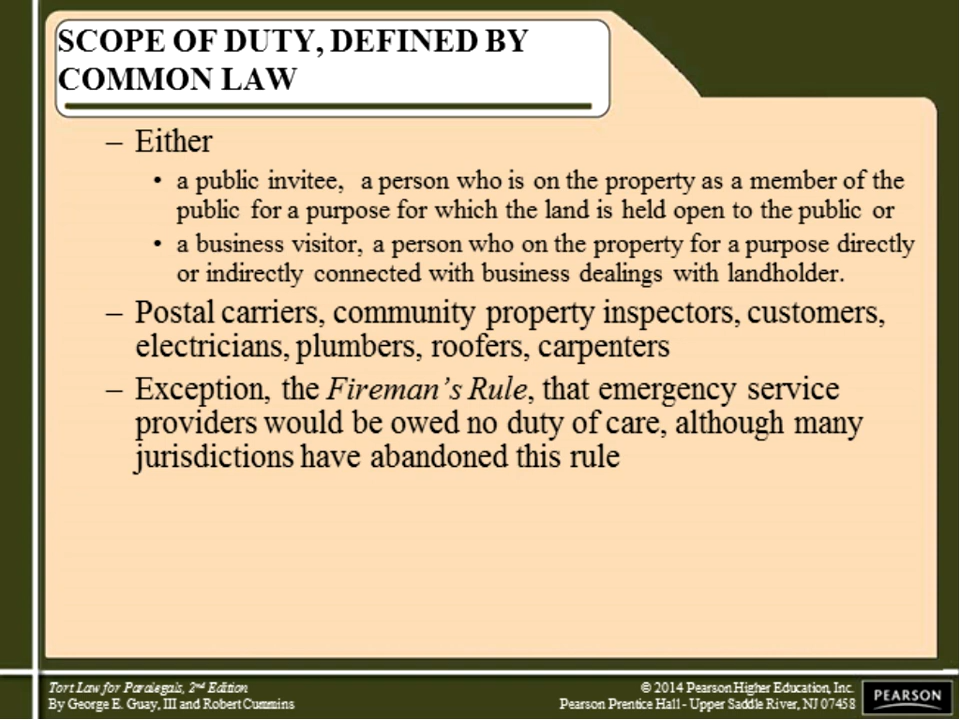 SCOPE OF DUTY, DEFINED BY
COMMON LAW
– Either
• a public invitee, a person who is on the property as a member of the
public for a purpose for which the land is held open to the public or
• a business visitor, a person who on the property for a purpose directly
or indirectly connected with business dealings with landholder.
– Postal carriers, community property inspectors, customers,
electricians, plumbers, roofers, carpenters
– Exception, the Fireman's Rule, that emergency service
providers would be owed no duty of care, although many
jurisdictions have abandoned this rule
Tort Law for Paralegals, 2nd Edition
By George E. Guay, III and Robert Cummins
© 2014 Pearson Higher Education, Inc.
Pearson Prentice Hall - Upper Saddle River, NJ 07458
PEARSON